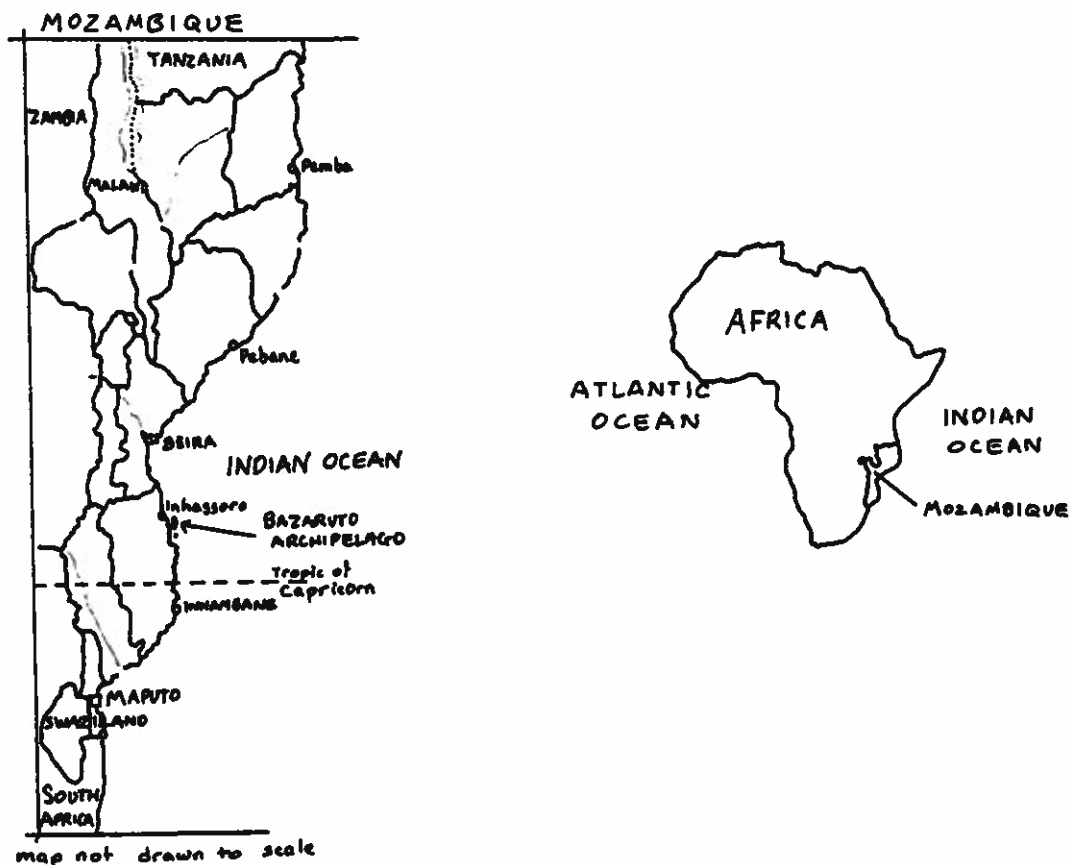 MOZAMBIQUE
TANZANIA
ZAMBIA
Pemba
MALAWI
Pebane
BEIRA
INDIAN OCEAN
Inhassoro
BAZARUTO
ARCHIPELAGO
Tropic of
Capricorn
INHAMBANE
MAPUTO
SWAZILAND
SOUTH
AFRICA
map not drawn to scale
AFRICA
ATLANTIC
OCEAN
INDIAN
OCEAN
MOZAMBIQUE